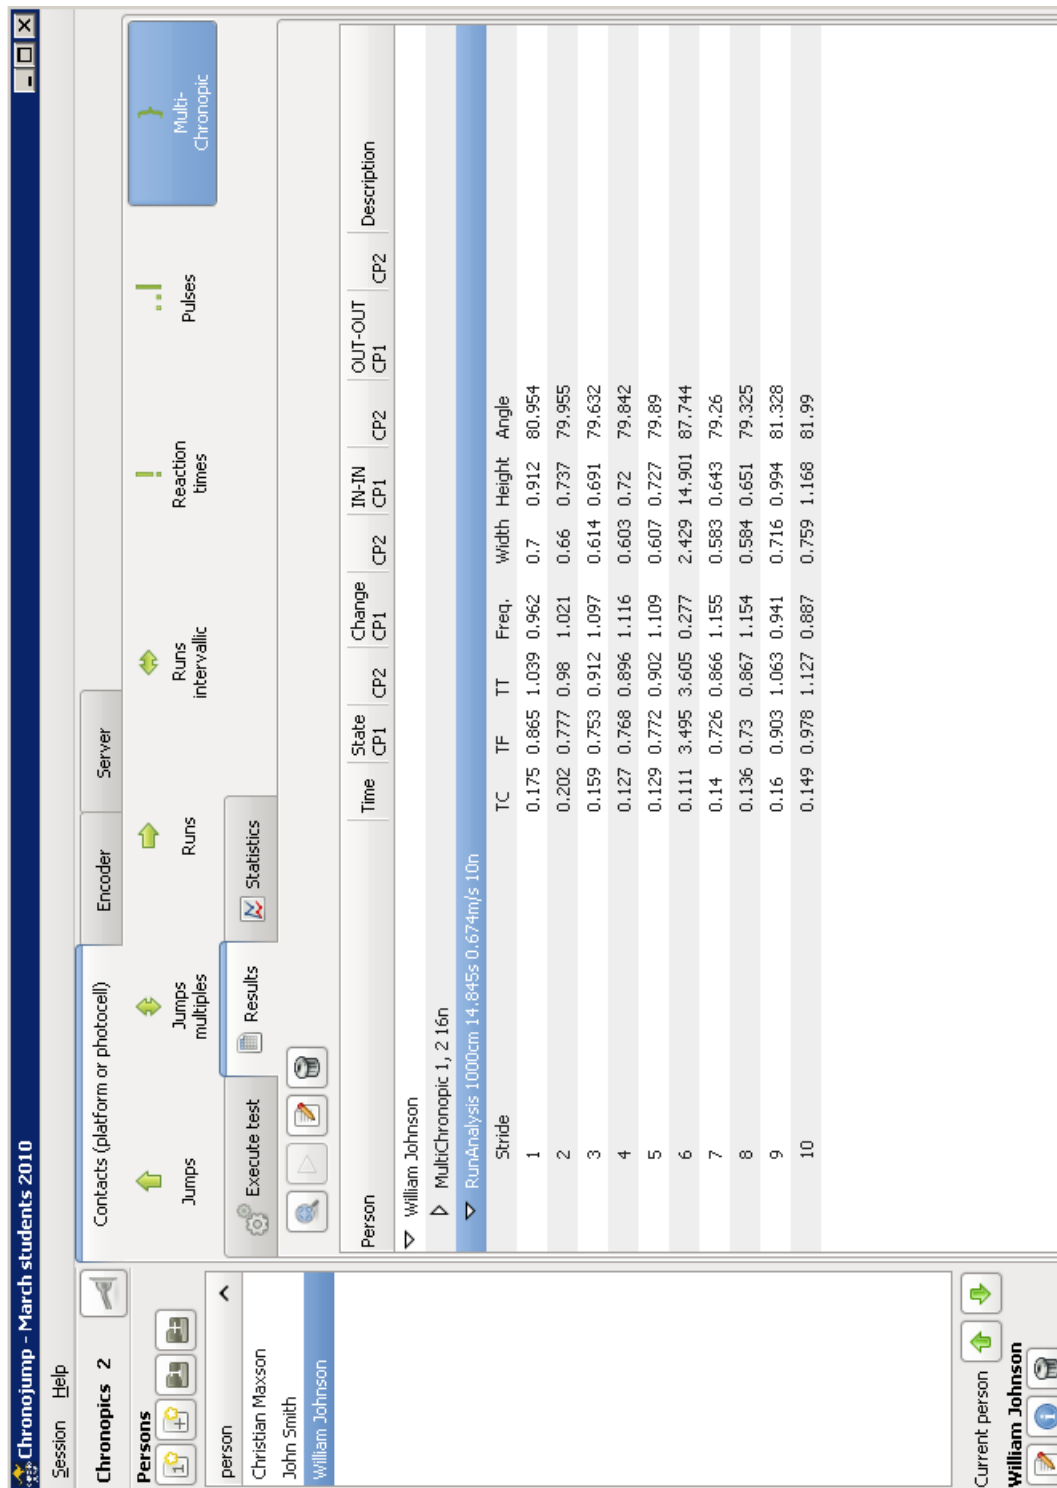 Chronojump - March students 2010
Session Help
Chronopics 2
Persons
person
Christian Maxson
John Smith
William Johnson
Current person
William Johnson
Contacts (platform or photocell) Encoder Server
Jumps Jumps multiples Runs Runs intervallic Reaction times Pulses Multi-Chronopic
Execute test Results Statistics
Person Time State CP1 CP2 Change CP1 CP2 IN-IN CP1 CP2 OUT-OUT CP1 CP2 Description
William Johnson
MultiChronopic 1, 2 16n
RunAnalysis 1000cm 14.845s 0.674m/s 10n
Stride TC TF TT Freq. Width Height Angle
1 0.175 0.865 1.039 0.962 0.7 0.912 80.954
2 0.202 0.777 0.98 1.021 0.66 0.737 79.955
3 0.159 0.753 0.912 1.097 0.614 0.691 79.632
4 0.127 0.768 0.896 1.116 0.603 0.72 79.842
5 0.129 0.772 0.902 1.109 0.607 0.727 79.89
6 0.111 3.495 3.605 0.277 2.429 14.901 87.744
7 0.14 0.726 0.866 1.155 0.583 0.643 79.26
8 0.136 0.73 0.867 1.154 0.584 0.651 79.325
9 0.16 0.903 1.063 0.941 0.716 0.994 81.328
10 0.149 0.978 1.127 0.887 0.759 1.168 81.99